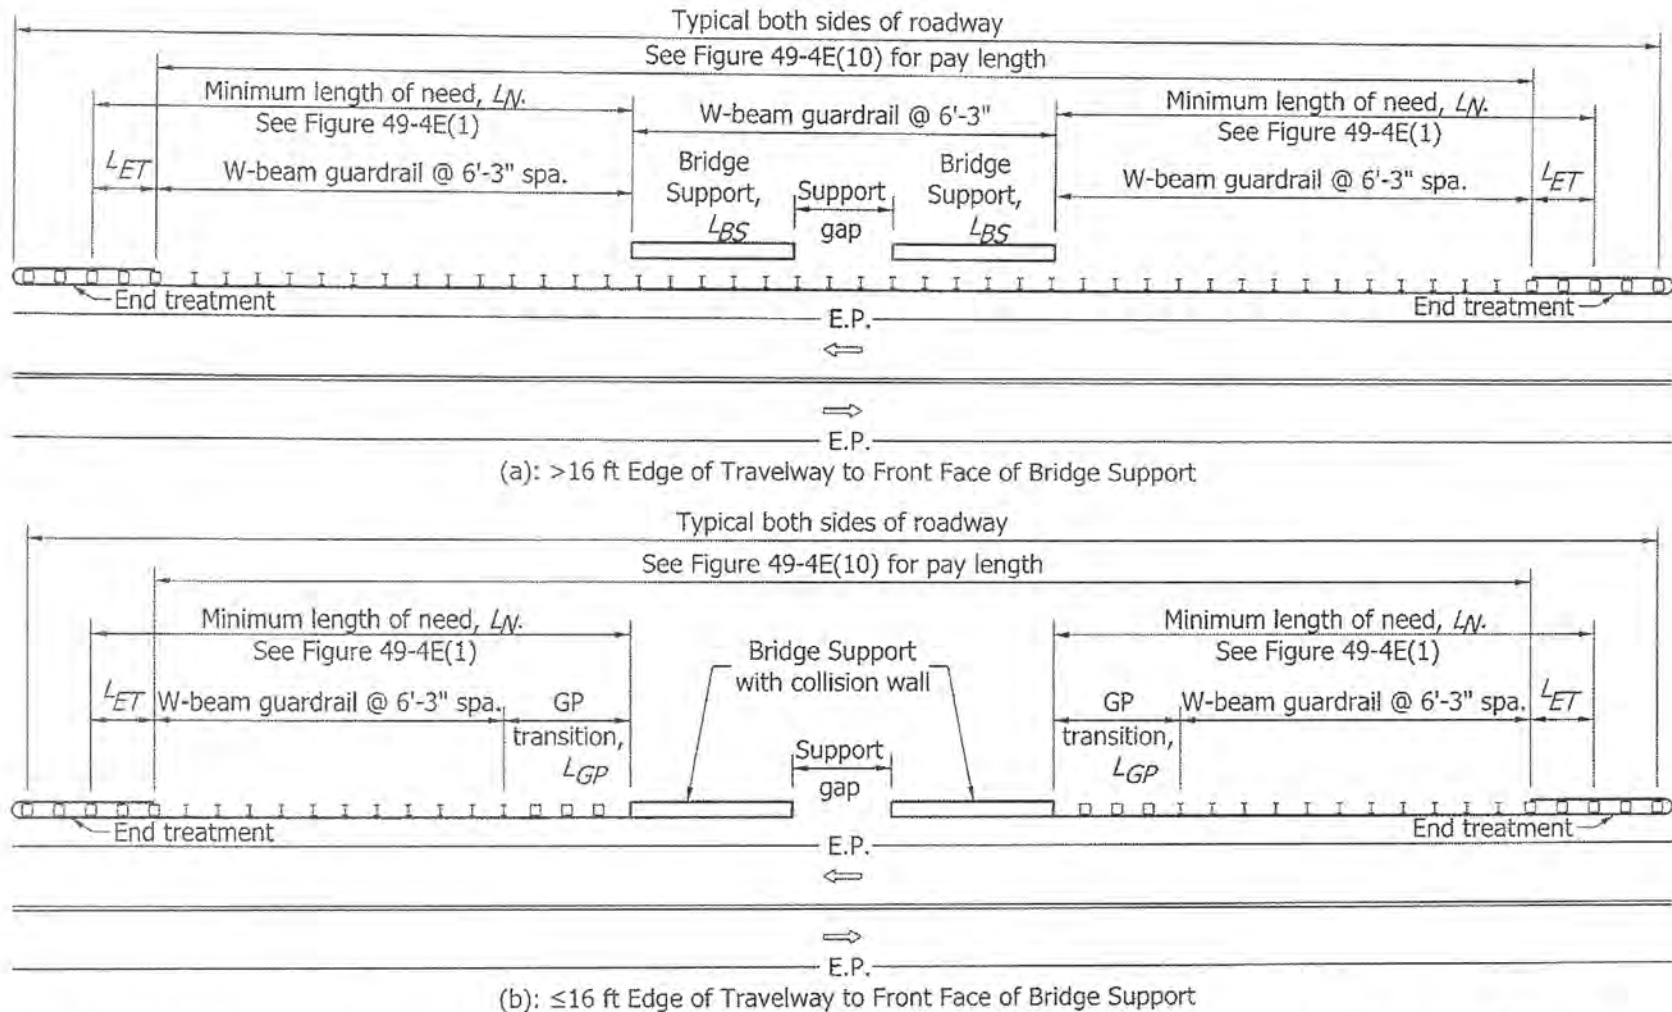 Typical both sides of roadway
See Figure 49-4E(10) for pay length
Minimum length of need, LN.
See Figure 49-4E(1)
W-beam guardrail @ 6'-3"
Minimum length of need, LN.
See Figure 49-4E(1)
LET
W-beam guardrail @ 6'-3" spa.
Bridge
Support,
LBS
Support
gap
Bridge
Support,
LBS
W-beam guardrail @ 6'-3" spa.
LET
End treatment
End treatment
E.P.
E.P.
(a): >16 ft Edge of Travelway to Front Face of Bridge Support
Typical both sides of roadway
See Figure 49-4E(10) for pay length
Minimum length of need, LN.
See Figure 49-4E(1)
Bridge Support
with collision wall
Minimum length of need, LN.
See Figure 49-4E(1)
LET
W-beam guardrail @ 6'-3" spa.
GP
transition,
LGP
Support
gap
GP
transition,
LGP
W-beam guardrail @ 6'-3" spa.
LET
End treatment
End treatment
E.P.
E.P.
(b): ≤16 ft Edge of Travelway to Front Face of Bridge Support